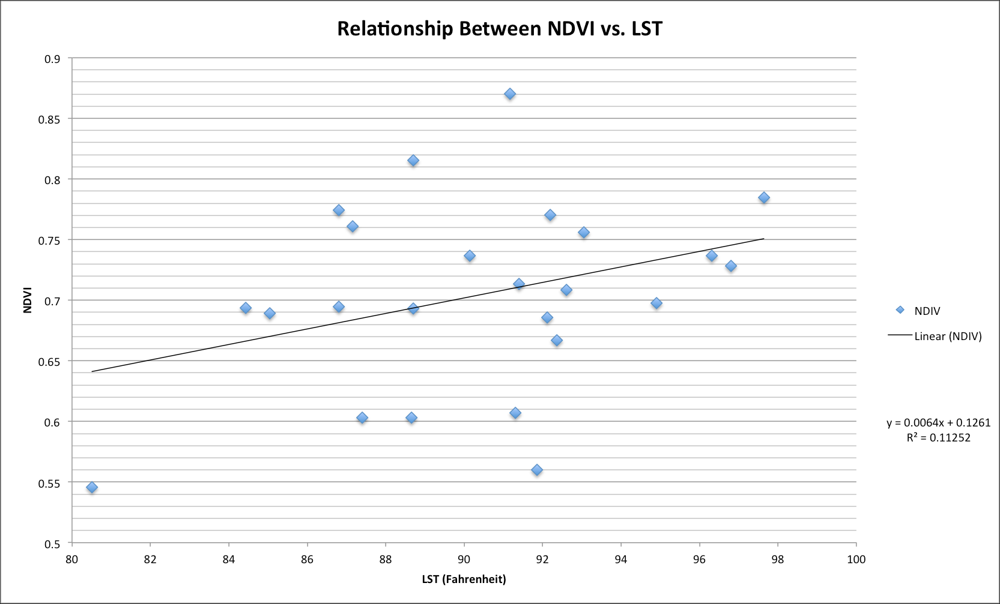 Relationship Between NDVI vs. LST
0.9
0.85
0.8
0.75
0.7
0.65
0.6
0.55
0.5
NDVI
80 82 84 86 88 90 92 94 96 98 100
LST (Fahrenheit)
NDIV
Linear (NDIV)
y = 0.0064x + 0.1261
R² = 0.11252